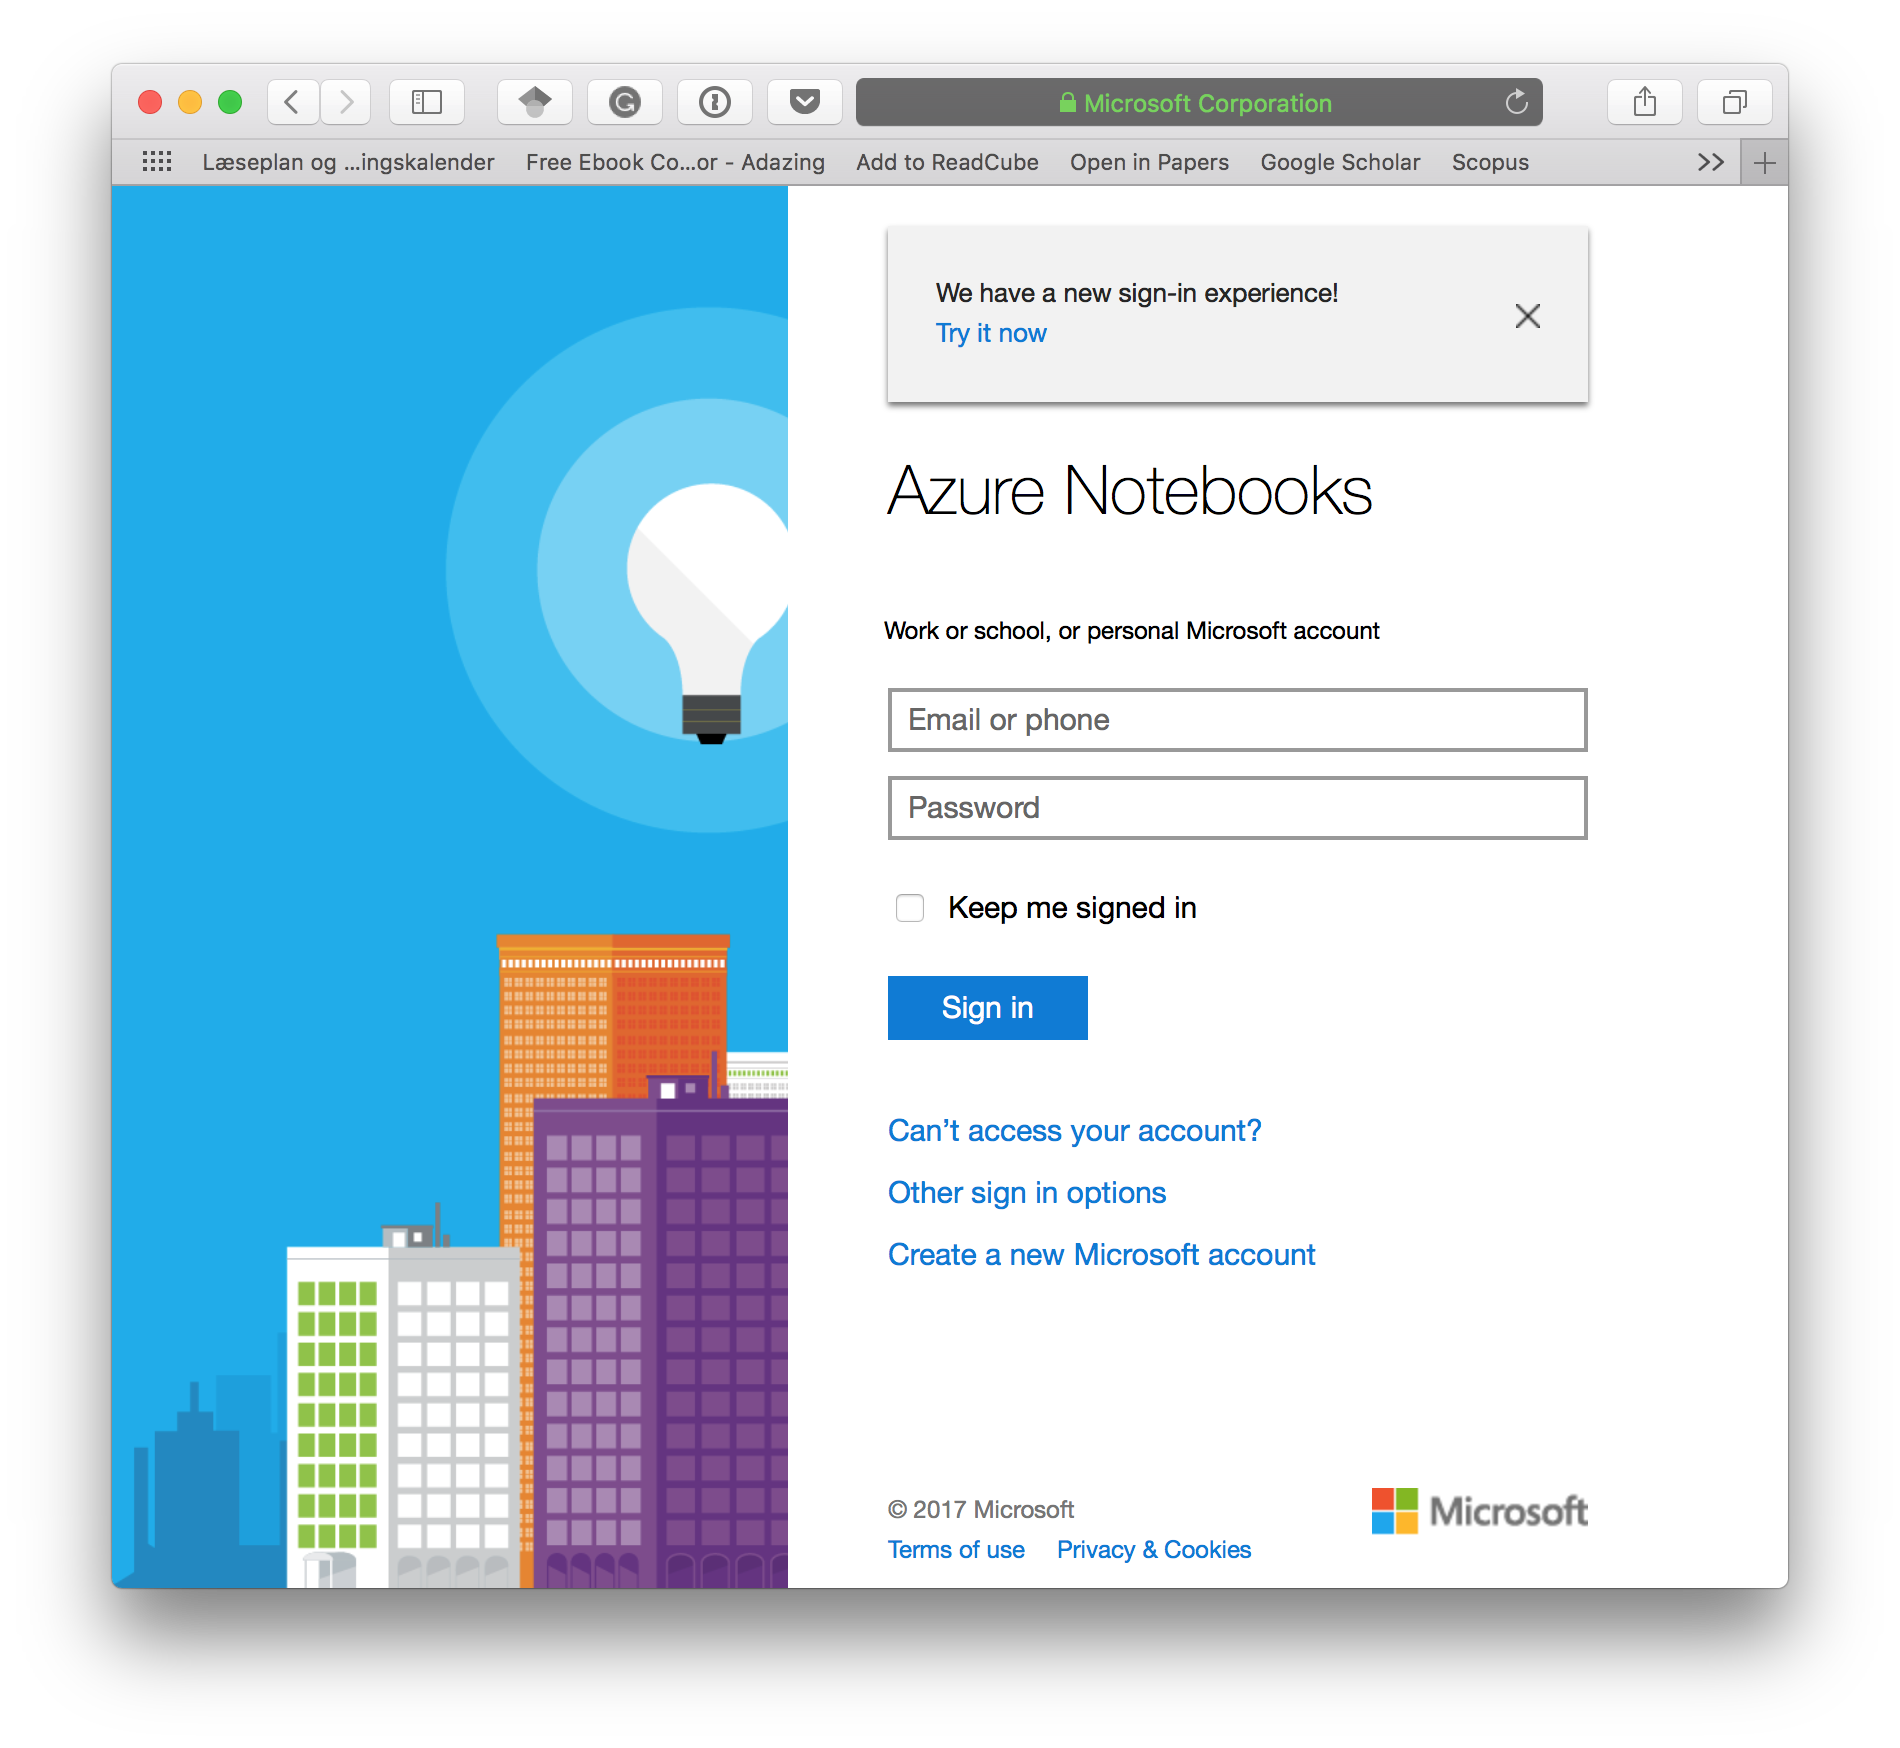 Microsoft Corporation
Læseplan og ...ingskalender Free Ebook Co...or - Adazing Add to ReadCube Open in Papers Google Scholar Scopus
We have a new sign-in experience!
Try it now
Azure Notebooks
Work or school, or personal Microsoft account
Email or phone
Password
Keep me signed in
Sign in
Can’t access your account?
Other sign in options
Create a new Microsoft account
© 2017 Microsoft
Microsoft
Terms of use Privacy & Cookies